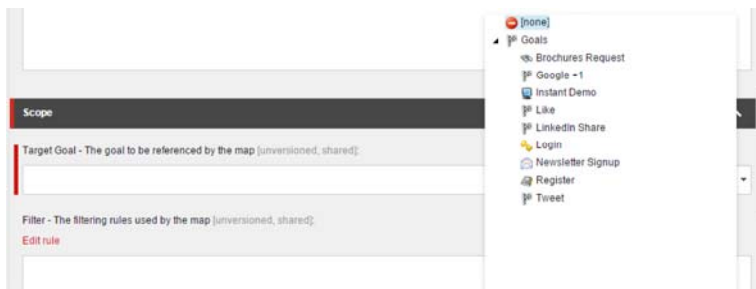 [none]
Goals
Brochures Request
Google -1
Instant Demo
Like
LinkedIn Share
Login
Newsletter Signup
Register
Tweet
Scope
Target Goal - The goal to be referenced by the map [unversioned, shared]:
Filter - The filtering rules used by the map [unversioned, shared]:
Edit rule